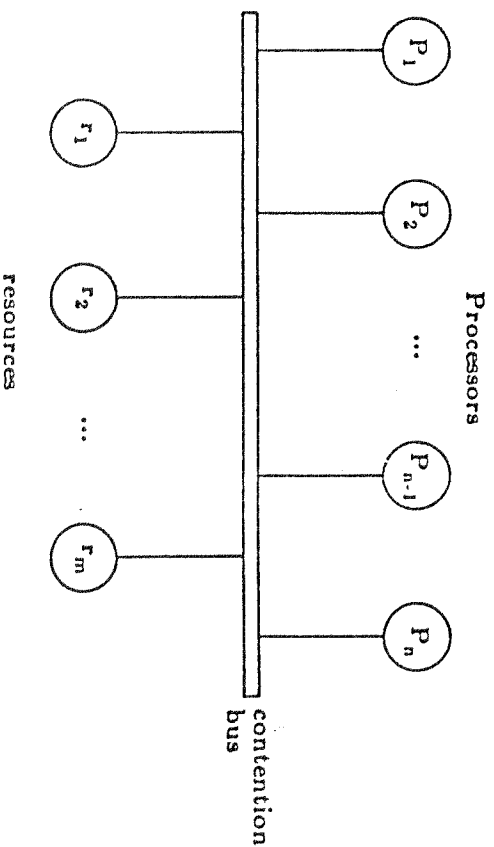 Processors
P1 P2 ... Pn-1 Pn
contention
bus
r1 r2 ... rm
resources